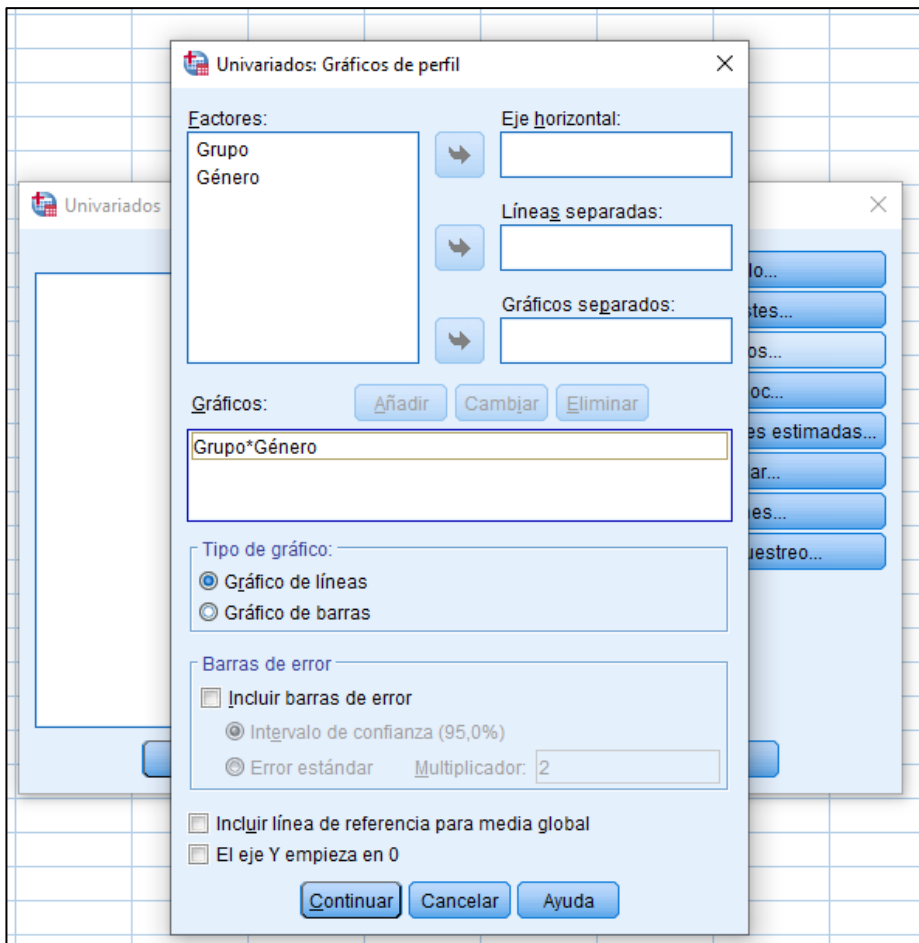 Univariados: Gráficos de perfil
Factores:
Grupo
Género
Eje horizontal:
Líneas separadas:
Gráficos separados:
Gráficos:
Añadir
Cambiar
Eliminar
Grupo*Género
Tipo de gráfico:
Gráfico de líneas
Gráfico de barras
Barras de error
Incluir barras de error
Intervalo de confianza (95,0%)
Error estándar
Multiplicador:
2
Incluir línea de referencia para media global
El eje Y empieza en 0
Continuar
Cancelar
Ayuda
Univariados
lo...
stes...
os...
oc...
es estimadas...
ar...
es...
uestreo...